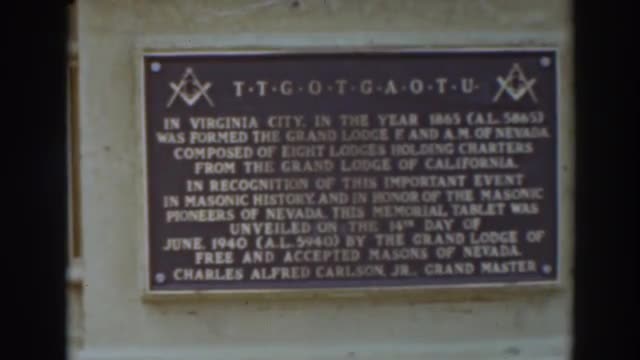 T·T·G·O·T·G·A·O·T·U·
IN VIRGINIA CITY, IN THE YEAR 1865 (A.L. 5865)
WAS FORMED THE GRAND LODGE F. AND A.M. OF NEVADA
COMPOSED OF EIGHT LODGES HOLDING CHARTERS
FROM THE GRAND LODGE OF CALIFORNIA.
IN RECOGNITION OF THIS IMPORTANT EVENT
IN MASONIC HISTORY, AND IN HONOR OF THE MASONIC
PIONEERS OF NEVADA, THIS MEMORIAL TABLET WAS
UNVEILED ON THE 14TH DAY OF
JUNE, 1940 (A.L. 5940) BY THE GRAND LODGE OF
FREE AND ACCEPTED MASONS OF NEVADA.
CHARLES ALFRED CARLSON, JR., GRAND MASTER